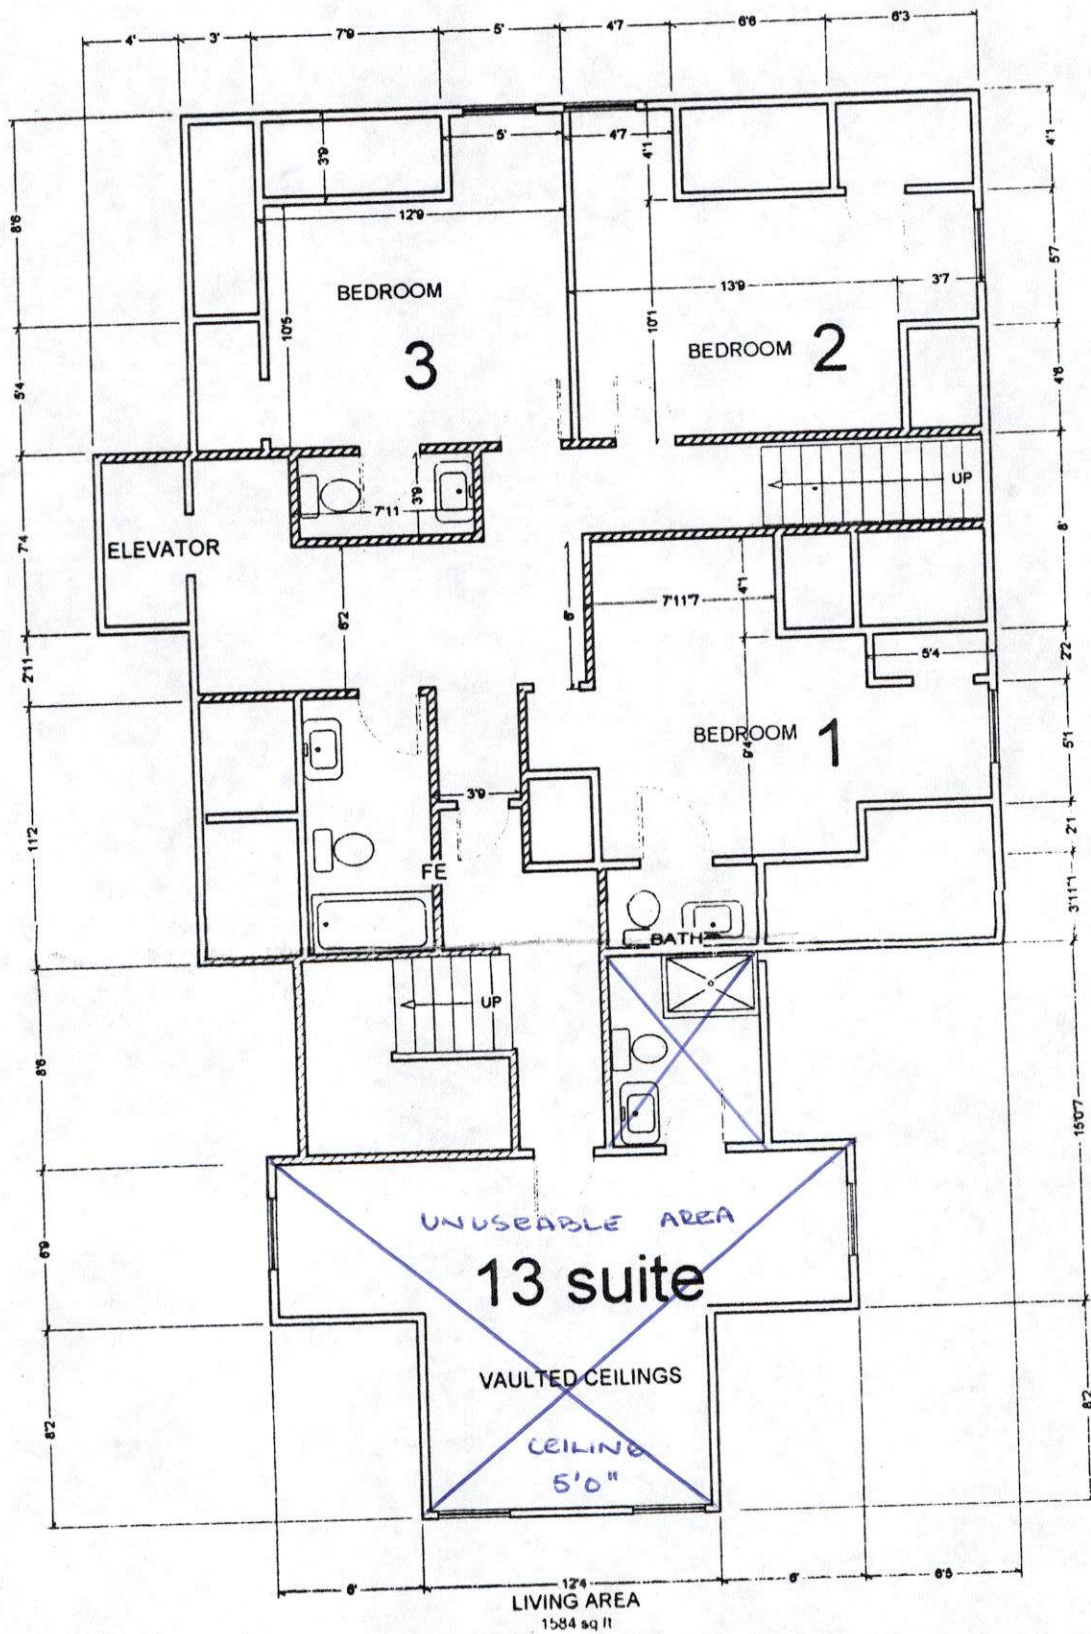 4' 3' 7'9 5' 4'7 6'6 6'3
5' 4'7
3'9 4'1 4'1
8'6
12'9
BEDROOM
3
10'5
13'9 3'7
5'7
10'1
BEDROOM 2
5'4
4'6
UP
7'11 3'9
ELEVATOR
7'4
8'
6'2
6'
7'11'7
4'1
5'4
2'2
2'11
BEDROOM 1
9'4
5'1
3'9
2'1
11'2
FE
3'11'1
BATH
UP
8'6
15'0'7
UNUSEABLE AREA
13 suite
6'9
VAULTED CEILINGS
CEILING
5'0"
8'2
8'2
6' 12'4 6' 6'5
LIVING AREA
1584 sq ft